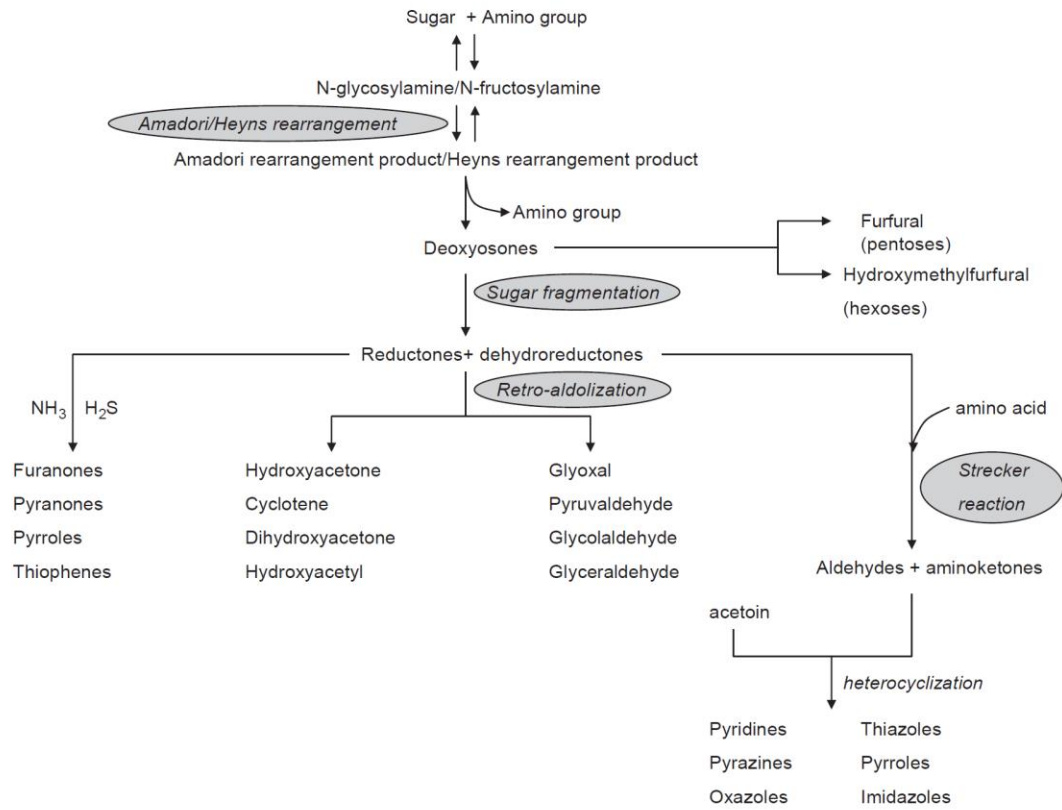 Sugar + Amino group
N-glycosylamine/N-fructosylamine
Amadori/Heyns rearrangement
Amadori rearrangement product/Heyns rearrangement product
Amino group
Deoxyosones
Furfural
(pentoses)
Hydroxymethylfurfural
(hexoses)
Sugar fragmentation
Reductones+ dehydroreductones
Retro-aldolization
NH3 H2S
amino acid
Furanones
Pyranones
Pyrroles
Thiophenes
Hydroxyacetone
Cyclotene
Dihydroxyacetone
Hydroxyacetyl
Glyoxal
Pyruvaldehyde
Glycolaldehyde
Glyceraldehyde
Strecker
reaction
Aldehydes + aminoketones
acetoin
heterocyclization
Pyridines
Pyrazines
Oxazoles
Thiazoles
Pyrroles
Imidazoles